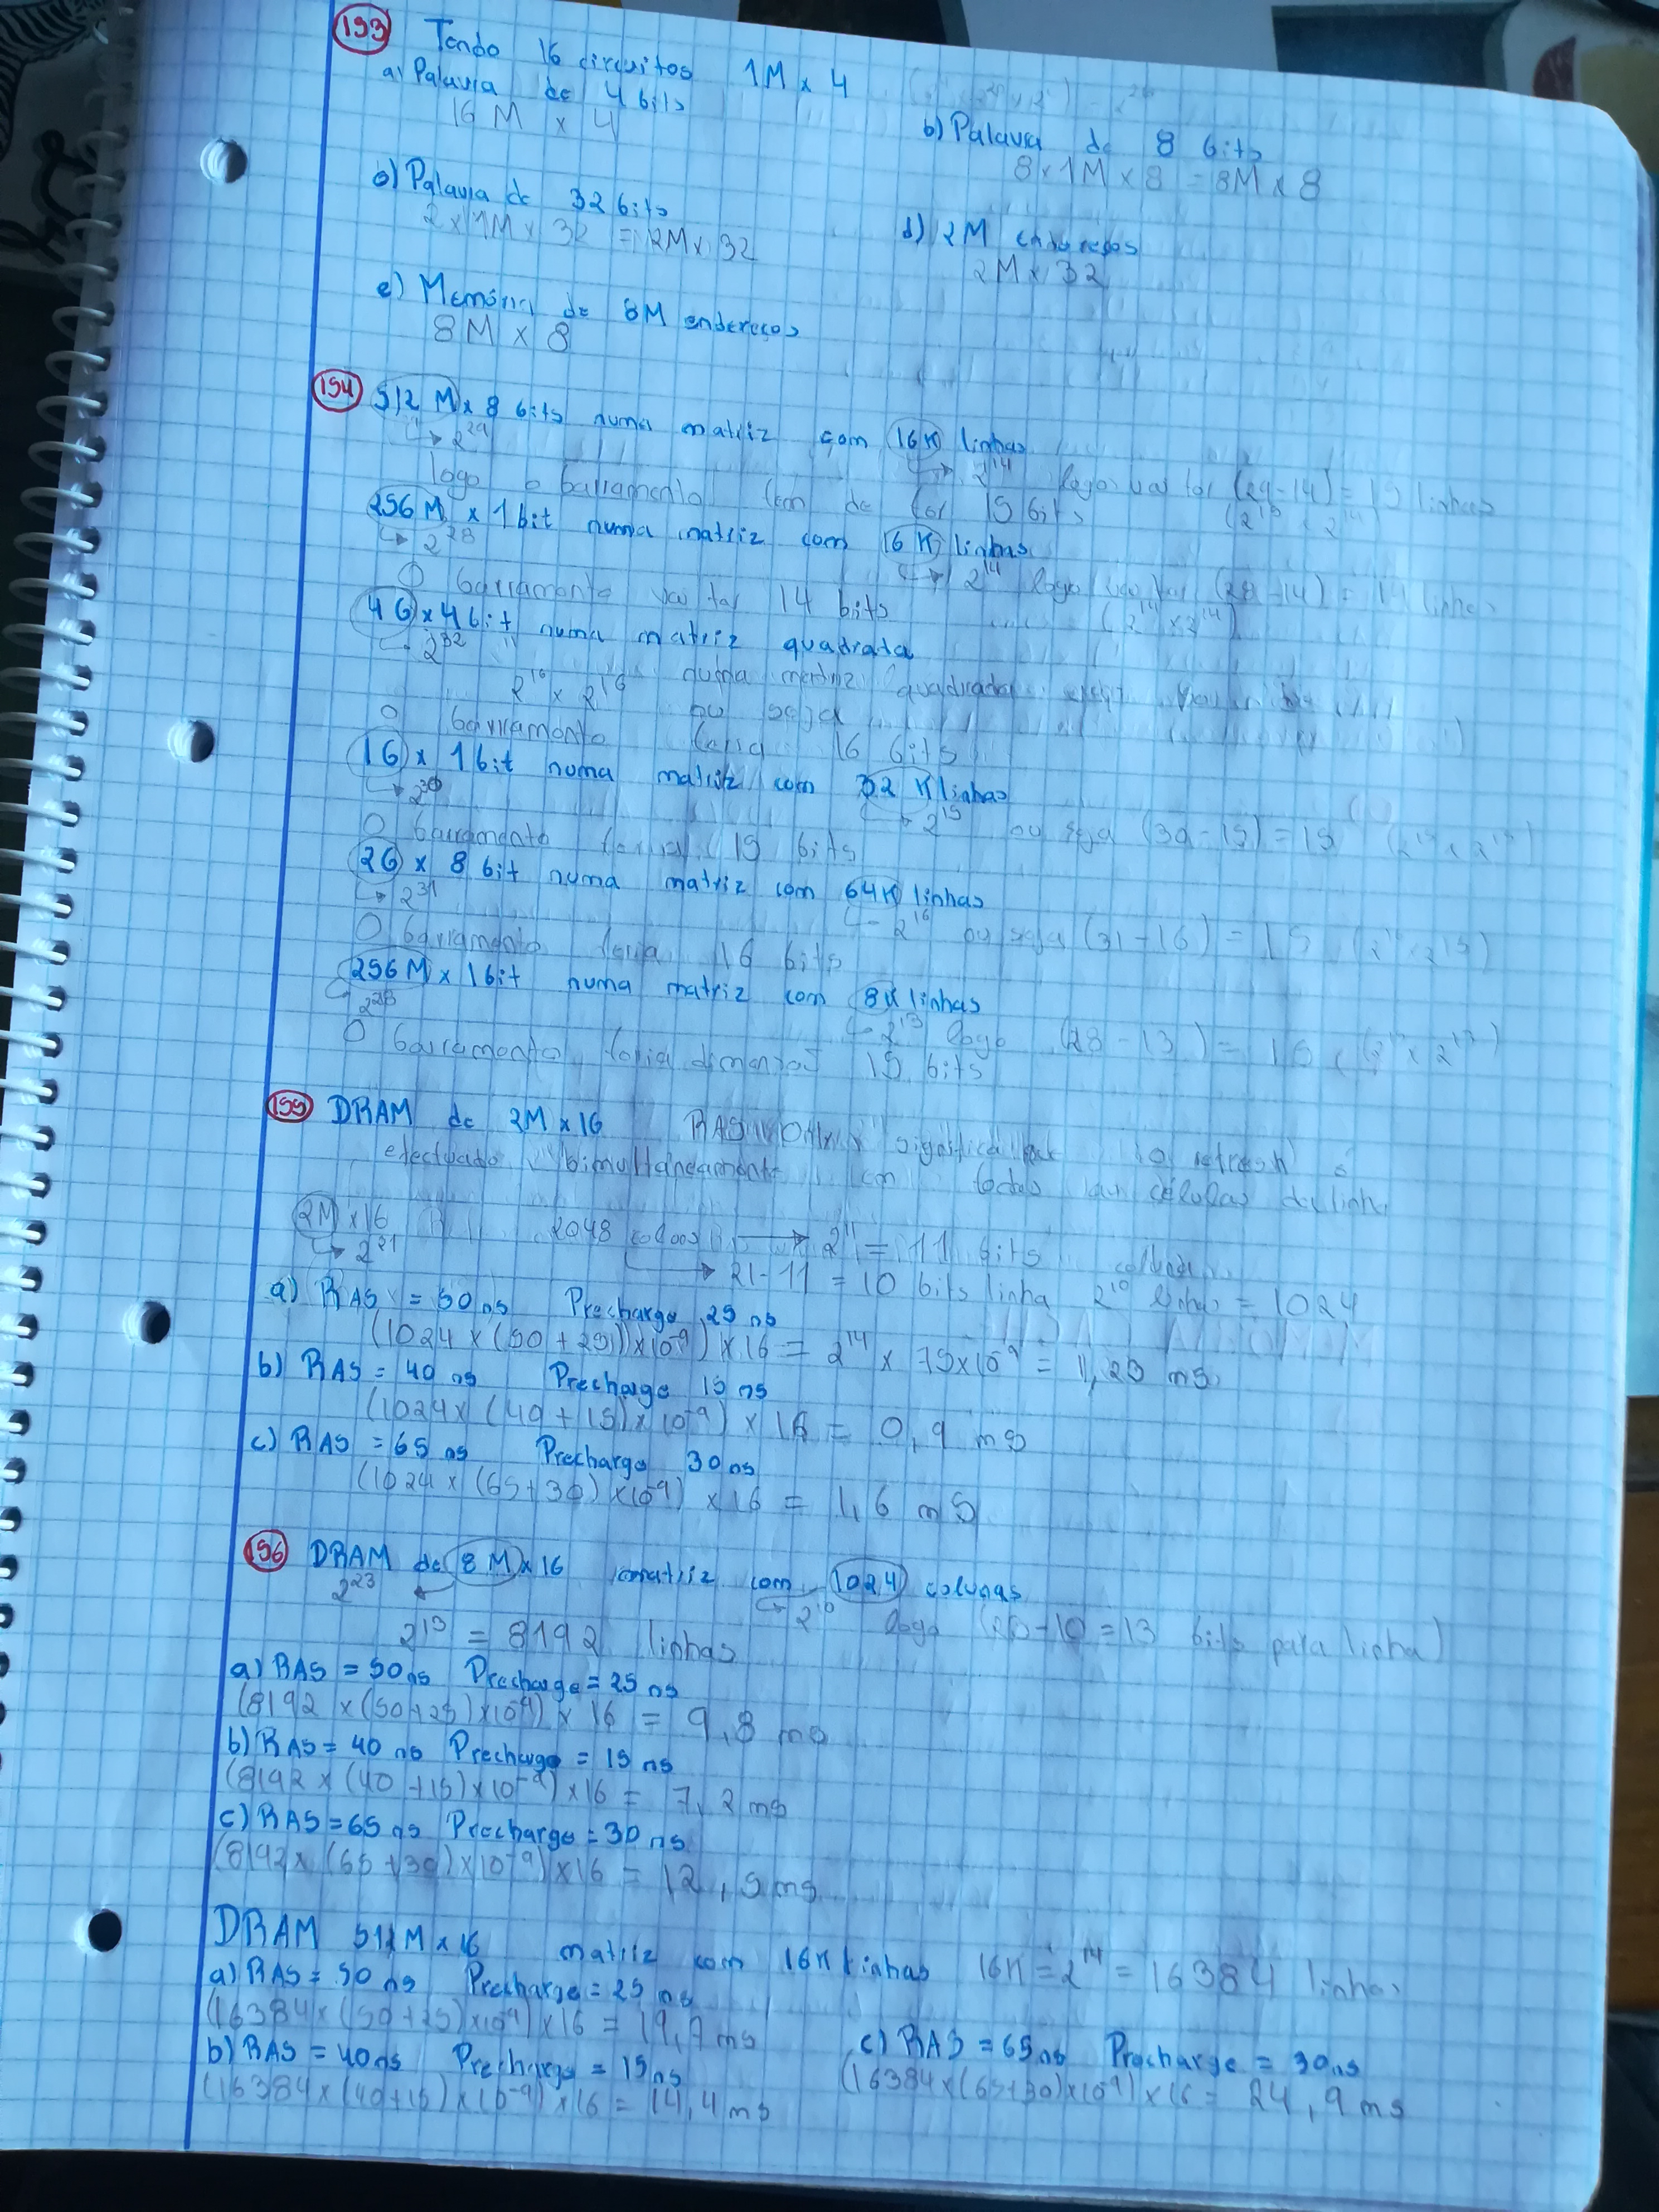 193 Tendo 16 circuitos 1M x 4
a) Palavra de 4 bits
16 M x 4
b) Palavra de 8 bits
8 x 1M x 8 = 8M x 8
c) Palavra de 32 bits
2 x 1M x 32 = 2M x 32
d) 2M endereços
2M x 32
e) Memória de 8M endereços
8M x 8
194 512 M x 8 bits numa matriz com 16K linhas
↳ 2^29
↳ 2^14 logo vai ter (29-14) = 15 linhas
logo o barramento tem de ter 15 bits (2^15 x 2^14)
256 M x 1 bit numa matriz com 16 K linhas
↳ 2^28
↳ 2^14 logo vai ter (28-14) = 14 linhas
O barramento vai ter 14 bits (2^14 x 2^14)
4G x 4 bit numa matriz quadrada
↳ 2^32
2^16 x 2^16 numa matriz quadrada
ou seja
O barramento teria 16 bits
1G x 1 bit numa matriz com 32 K linhas
↳ 2^30
↳ 2^15 ou seja (30-15) = 15 (2^15 x 2^15)
O barramento teria 15 bits
2G x 8 bit numa matriz com 64K linhas
↳ 2^31
↳ 2^16 ou seja (31-16) = 15 (2^16 x 2^15)
O barramento teria 16 bits
256 M x 1 bit numa matriz com 8K linhas
2^28
↳ 2^13 logo (28-13) = 15
O barramento teria dimensão 15 bits
155 DRAM de 2M x 16 RAS Only significa que o refresh é
efectuado simultaneamente em todas as células da linha
2M x 16 2048 → 2^11 = 11 bits coluna
↳ 2^21
→ 21-11 = 10 bits linha 2^10 linhas = 1024
a) RAS = 50 ns Precharge 25 ns
(1024 x (50+25) x 10^-9) x 16 = 2^14 x 75 x 10^-9 = 1,23 ms
b) RAS = 40 ns Precharge 15 ns
(1024 x (40+15) x 10^-9) x 16 = 0,9 ms
c) RAS = 65 ns Precharge 30 ns
(1024 x (65+30) x 10^-9) x 16 = 1,6 mS
156 DRAM de 8 M x 16 matriz com 1024 colunas
2^23
↳ 2^10 logo (23-10 = 13 bits para linha)
2^13 = 8192 linhas
a) RAS = 50 ns Precharge = 25 ns
(8192 x (50+25) x 10^-9) x 16 = 9,8 ms
b) RAS = 40 ns Precharge = 15 ns
(8192 x (40+15) x 10^-9) x 16 = 7,2 ms
c) RAS = 65 ns Precharge = 30 ns
(8192 x (65+30) x 10^-9) x 16 = 12,5 ms
DRAM 512 M x 16 matriz com 16K linhas 16K = 2^14 = 16384 linhas
a) RAS = 50 ns Precharge = 25 ns
(16384 x (50+25) x 10^-9) x 16 = 19,7 ms
b) RAS = 40 ns Precharge = 15 ns
(16384 x (40+15) x 10^-9) x 16 = 14,4 ms
c) RAS = 65 ns Precharge = 30 ns
(16384 x (65+30) x 10^-9) x 16 = 24,9 ms